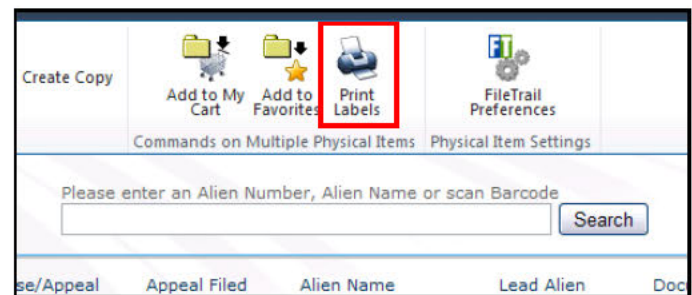 Create Copy
Add to My Cart
Add to Favorites
Print Labels
FileTrail Preferences
Commands on Multiple Physical Items
Physical Item Settings
Please enter an Alien Number, Alien Name or scan Barcode
Search
se/Appeal Appeal Filed Alien Name Lead Alien Doc